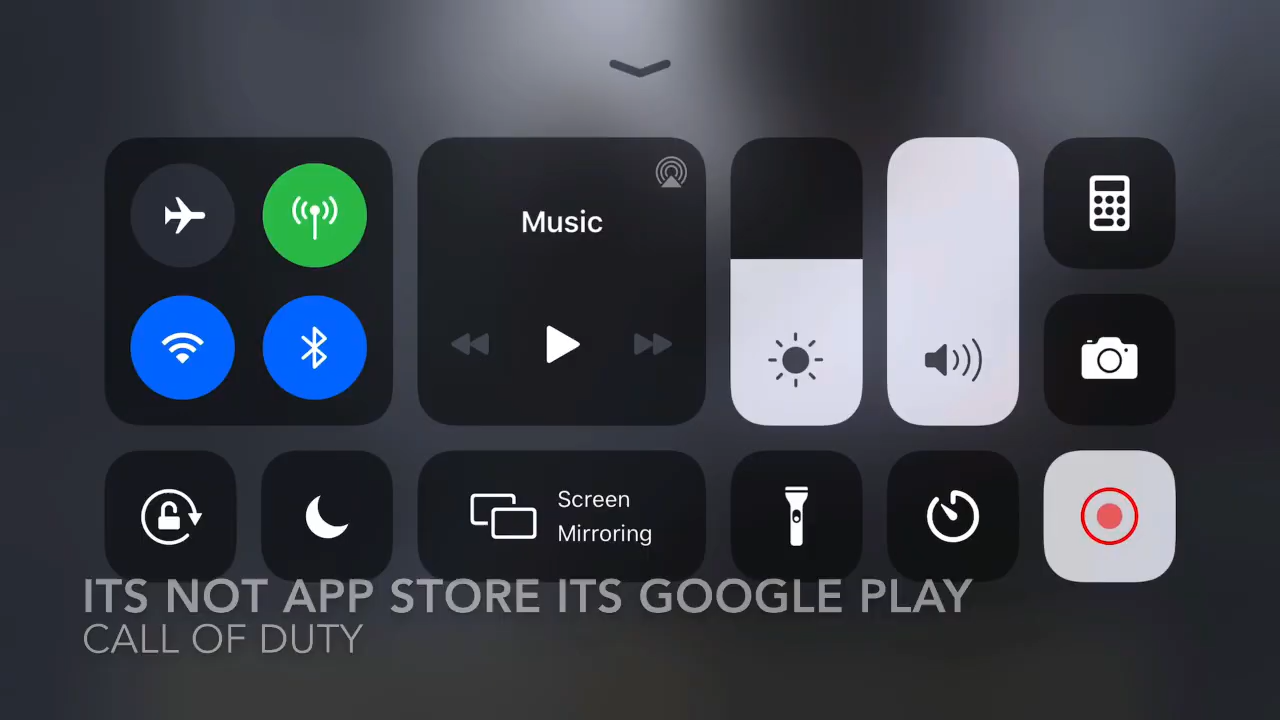 Music
Screen
Mirroring
ITS NOT APP STORE ITS GOOGLE PLAY
CALL OF DUTY